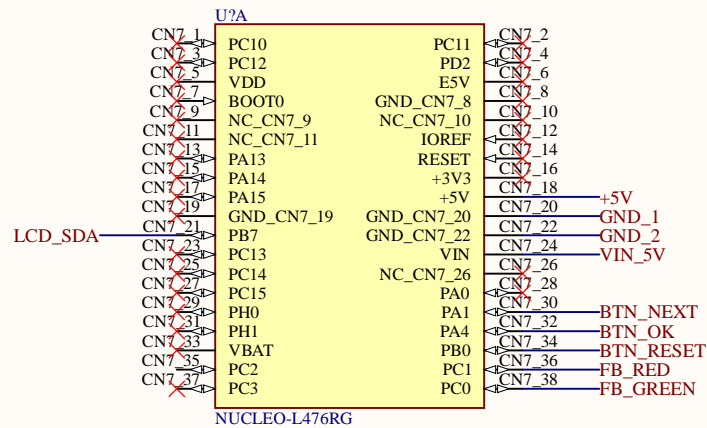 U?A
CN7_1 PC10 PC11 CN7_2
CN7_3 PC12 PD2 CN7_4
CN7_5 VDD E5V CN7_6
CN7_7 BOOT0 GND_CN7_8 CN7_8
CN7_9 NC_CN7_9 NC_CN7_10 CN7_10
CN7_11 NC_CN7_11 IOREF CN7_12
CN7_13 PA13 RESET CN7_14
CN7_15 PA14 +3V3 CN7_16
CN7_17 PA15 +5V CN7_18 +5V
CN7_19 GND_CN7_19 GND_CN7_20 CN7_20 GND_1
LCD_SDA CN7_21 PB7 GND_CN7_22 CN7_22 GND_2
CN7_23 PC13 VIN CN7_24 VIN_5V
CN7_25 PC14 NC_CN7_26 CN7_26
CN7_27 PC15 PA0 CN7_28
CN7_29 PH0 PA1 CN7_30 BTN_NEXT
CN7_31 PH1 PA4 CN7_32 BTN_OK
CN7_33 VBAT PB0 CN7_34 BTN_RESET
CN7_35 PC2 PC1 CN7_36 FB_RED
CN7_37 PC3 PC0 CN7_38 FB_GREEN
NUCLEO-L476RG